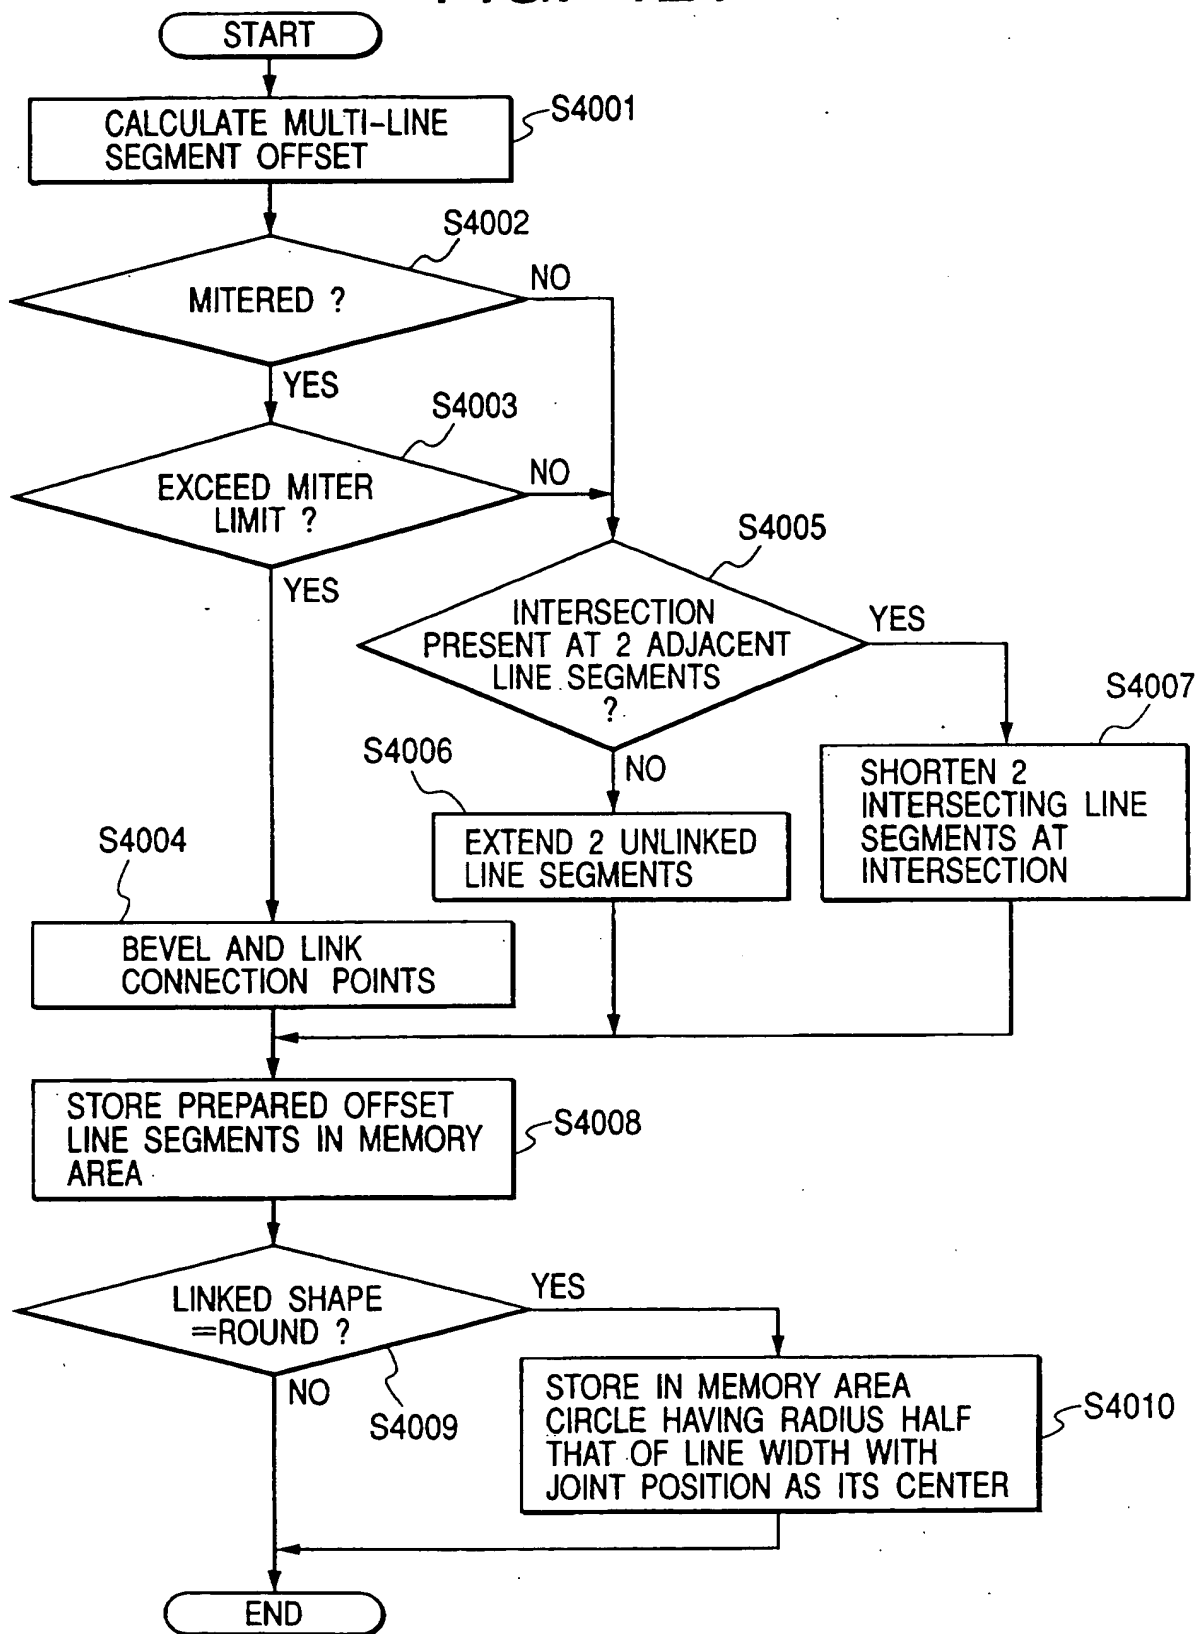 START
CALCULATE MULTI-LINE
SEGMENT OFFSET
S4001
S4002
MITERED ?
NO
YES
S4003
EXCEED MITER
LIMIT ?
NO
YES
S4005
INTERSECTION
PRESENT AT 2 ADJACENT
LINE SEGMENTS
?
YES
NO
S4007
SHORTEN 2
INTERSECTING LINE
SEGMENTS AT
INTERSECTION
S4006
EXTEND 2 UNLINKED
LINE SEGMENTS
S4004
BEVEL AND LINK
CONNECTION POINTS
STORE PREPARED OFFSET
LINE SEGMENTS IN MEMORY
AREA
S4008
LINKED SHAPE
=ROUND ?
YES
NO
S4009
STORE IN MEMORY AREA
CIRCLE HAVING RADIUS HALF
THAT OF LINE WIDTH WITH
JOINT POSITION AS ITS CENTER
S4010
END